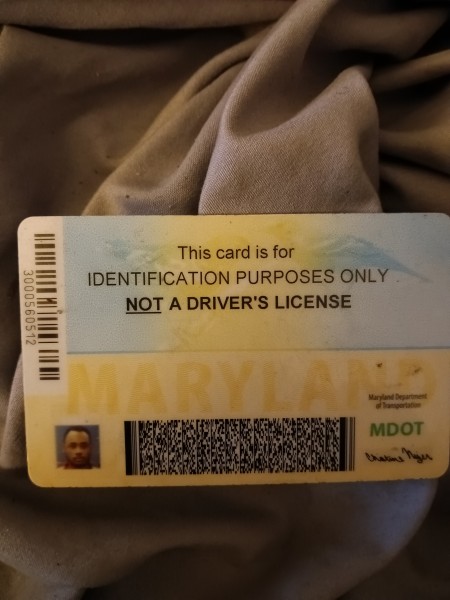 This card is for
IDENTIFICATION PURPOSES ONLY
NOT A DRIVER'S LICENSE
3000560512
MARYLAND
Maryland Department
of Transportation
MDOT